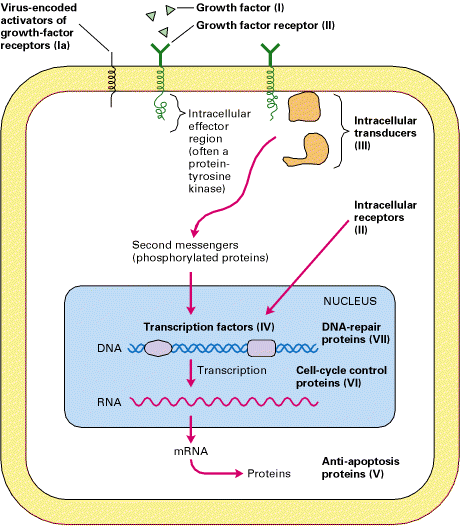 Virus-encoded
activators of
growth-factor
receptors (Ia)
Growth factor (I)
Growth factor receptor (II)
Intracellular
effector
region
(often a
protein-
tyrosine
kinase)
Intracellular
transducers
(III)
Intracellular
receptors
(II)
Second messengers
(phosphorylated proteins)
NUCLEUS
Transcription factors (IV)
DNA-repair
proteins (VII)
DNA
Transcription
Cell-cycle control
proteins (VI)
RNA
mRNA
Proteins
Anti-apoptosis
proteins (V)